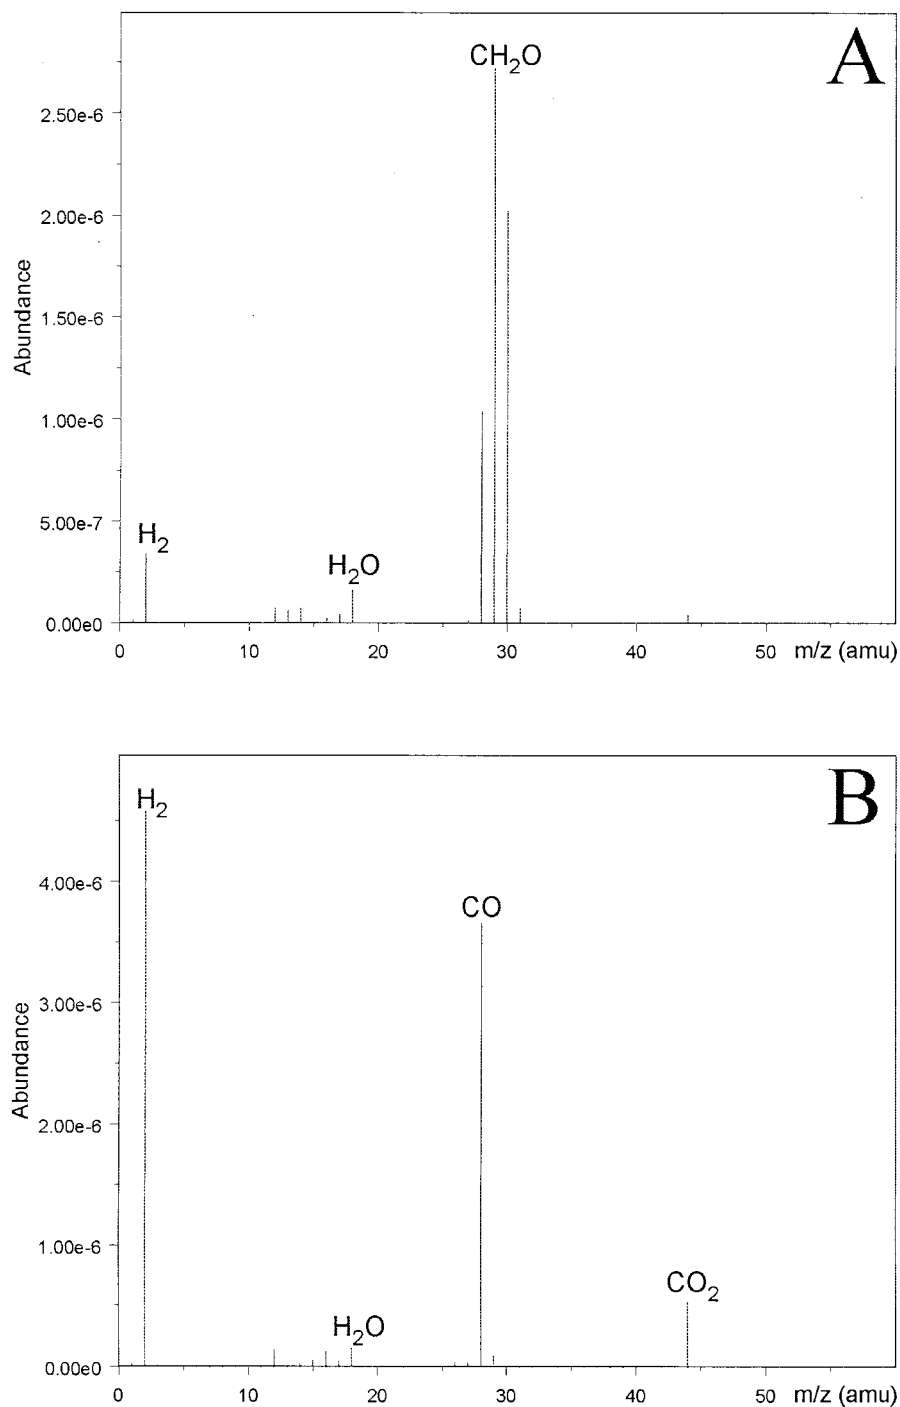 A
CH₂O
2.50e-6
2.00e-6
1.50e-6
1.00e-6
5.00e-7
0.00e0
Abundance
H₂
H₂O
0 10 20 30 40 50 m/z (amu)
B
H₂
4.00e-6
3.00e-6
2.00e-6
1.00e-6
0.00e0
Abundance
CO
CO₂
H₂O
0 10 20 30 40 50 m/z (amu)